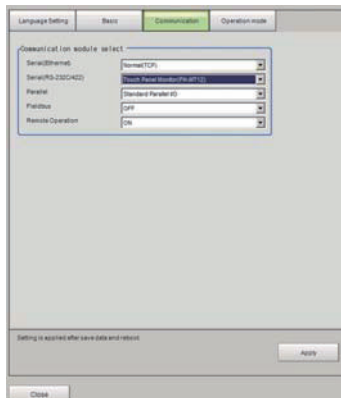 Language Setting Basic Communication Operation mode
Communication module select
Serial(Ethernet) Normal(TCP)
Serial(RS-232C/422) Touch Panel Monitor(FH-MT12)
Parallel Standard Parallel I/O
Fieldbus OFF
Remote Operation ON
Setting is applied after save data and reboot.
Apply
Close